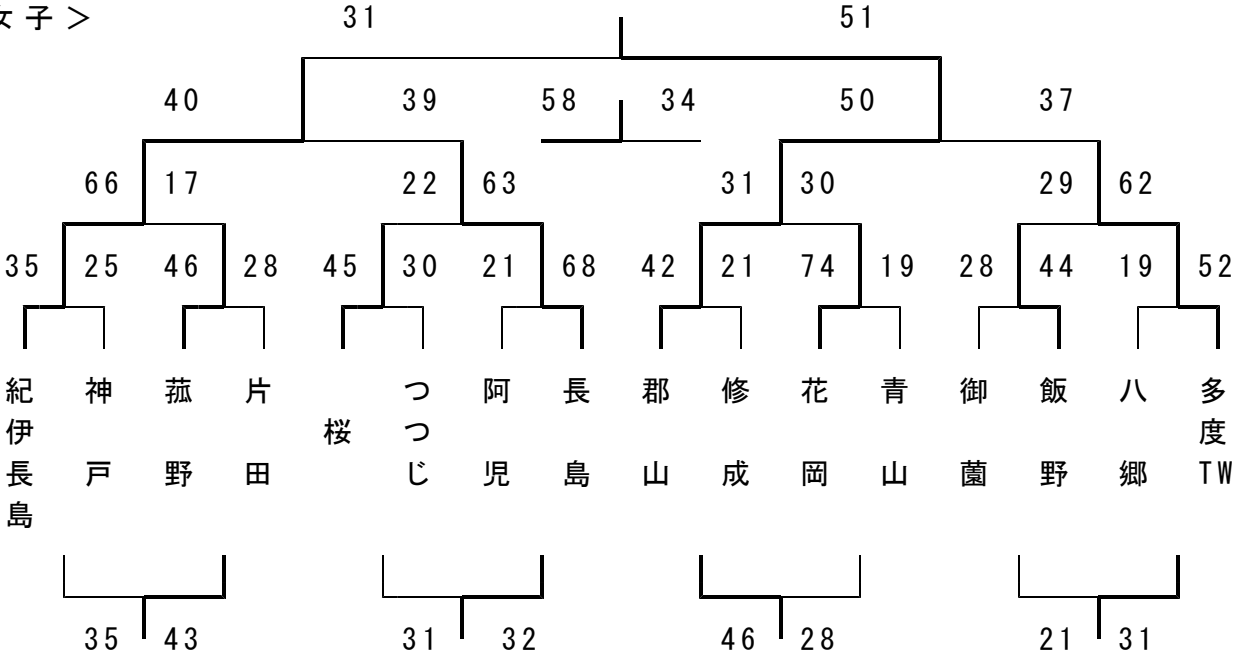 女子＞
31 51
40 39 58 34 50 37
66 17 22 63 31 30 29 62
35 25 46 28 45 30 21 68 42 21 74 19 28 44 19 52
紀伊長島
神戸
菰野
片田
桜
つつじ
阿児
長島
郡山
修成
花岡
青山
御薗
飯野
八郷
多度TW
35 43 31 32 46 28 21 31